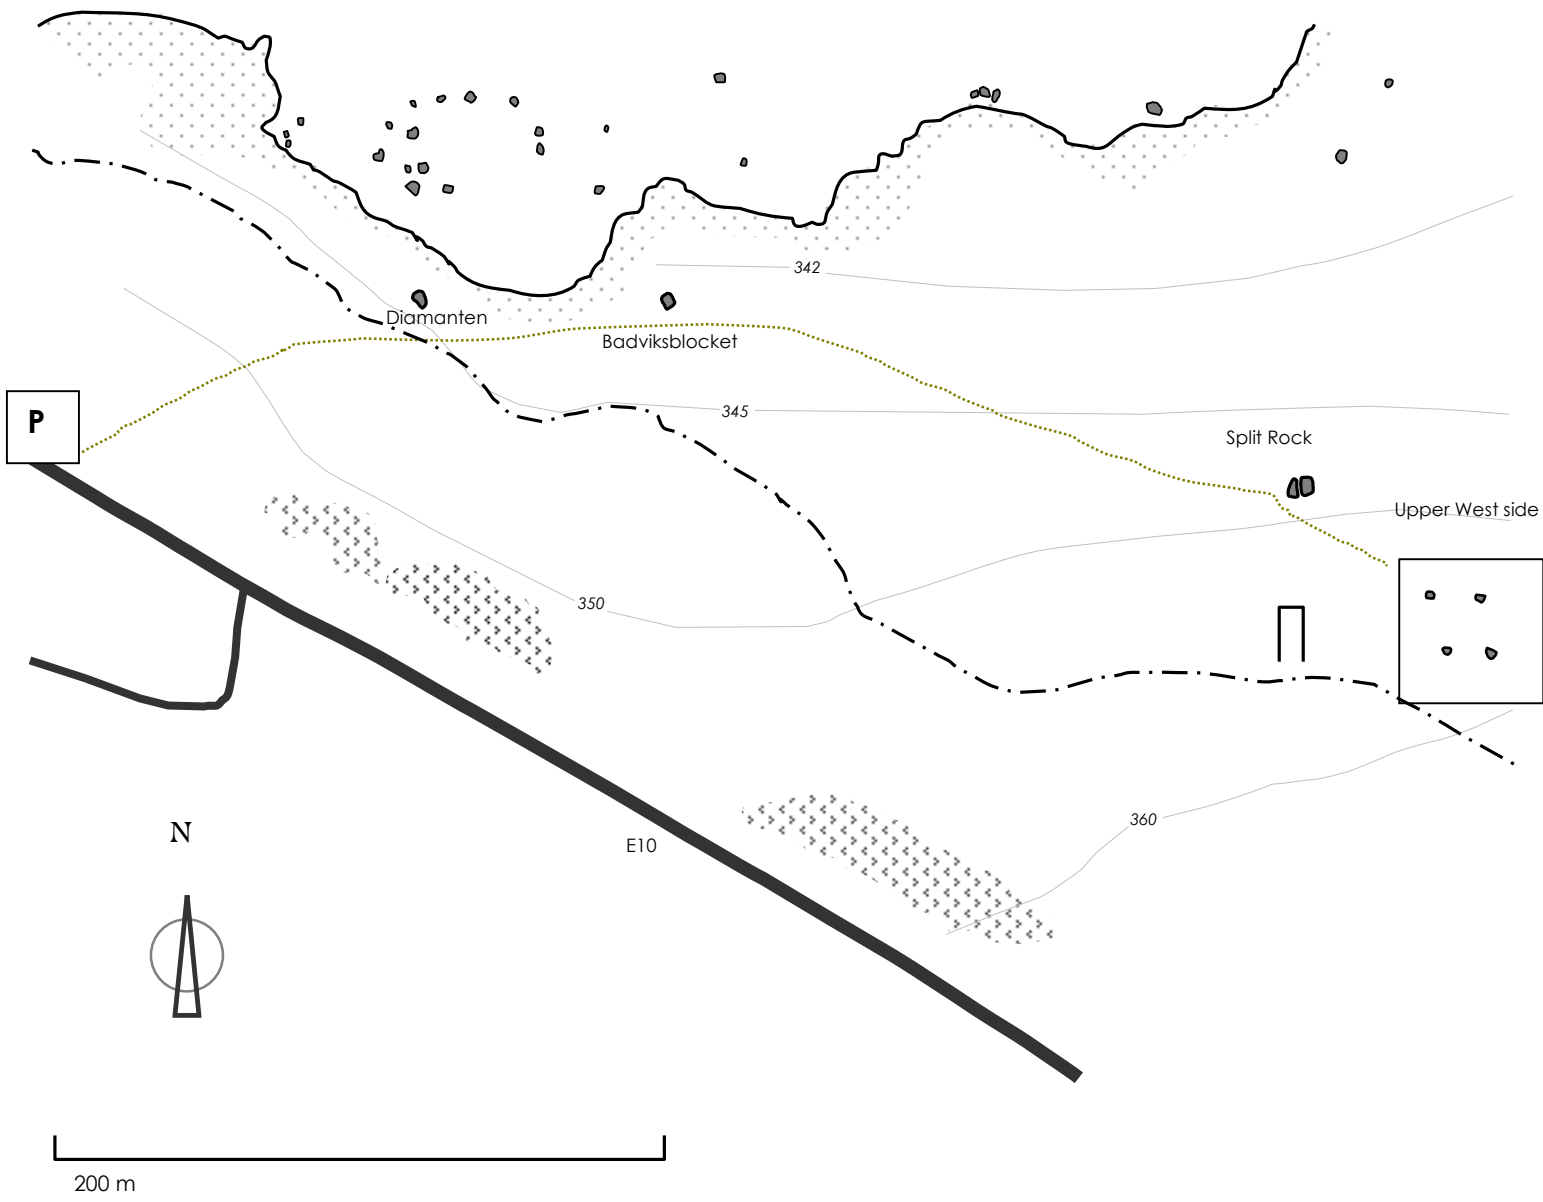 342
Diamanten
Badviksblocket
P
345
Split Rock
Upper West side
350
360
N
E10
200 m